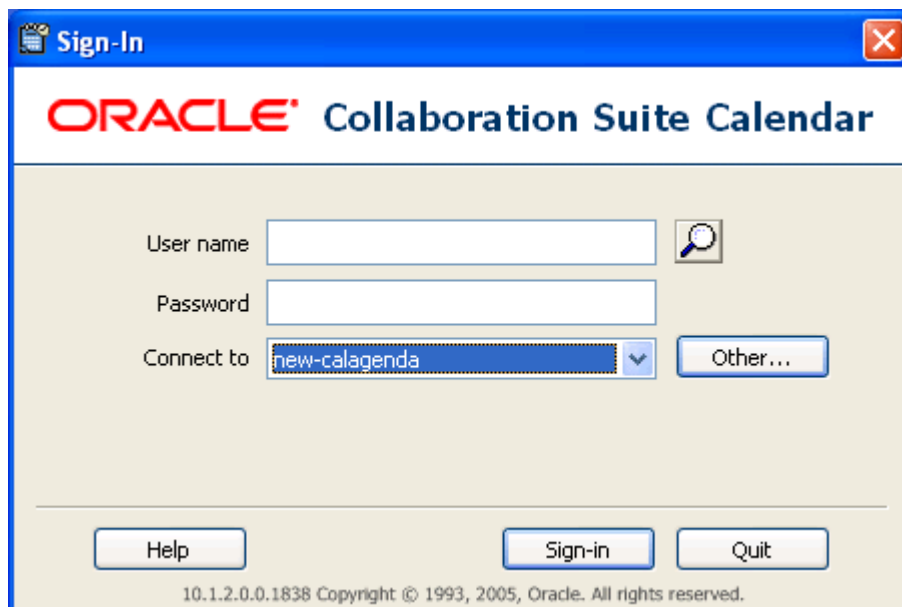 Sign-In
ORACLE Collaboration Suite Calendar
User name
Password
Connect to new-calagenda Other...
Help Sign-in Quit
10.1.2.0.0.1838 Copyright © 1993, 2005, Oracle. All rights reserved.